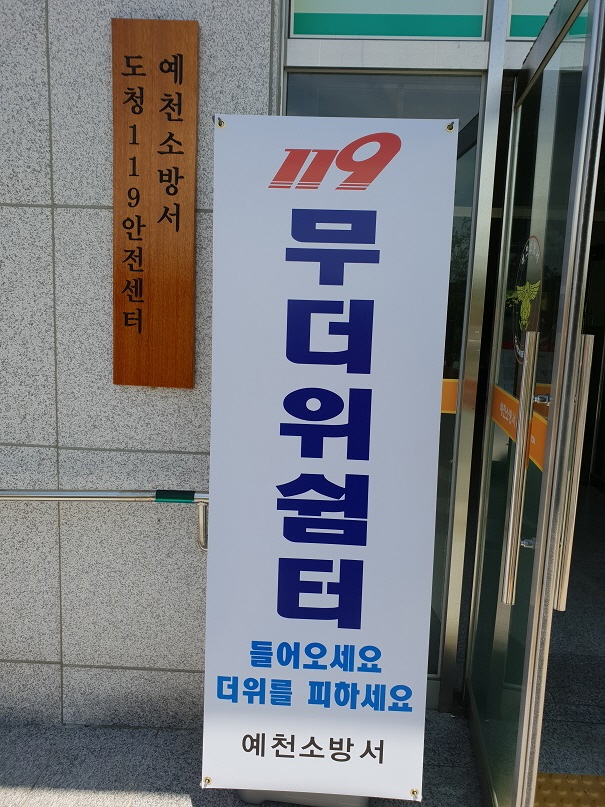 예천소방서
도청119안전센터
119
무더위쉼터
들어오세요
더위를 피하세요
예천소방서